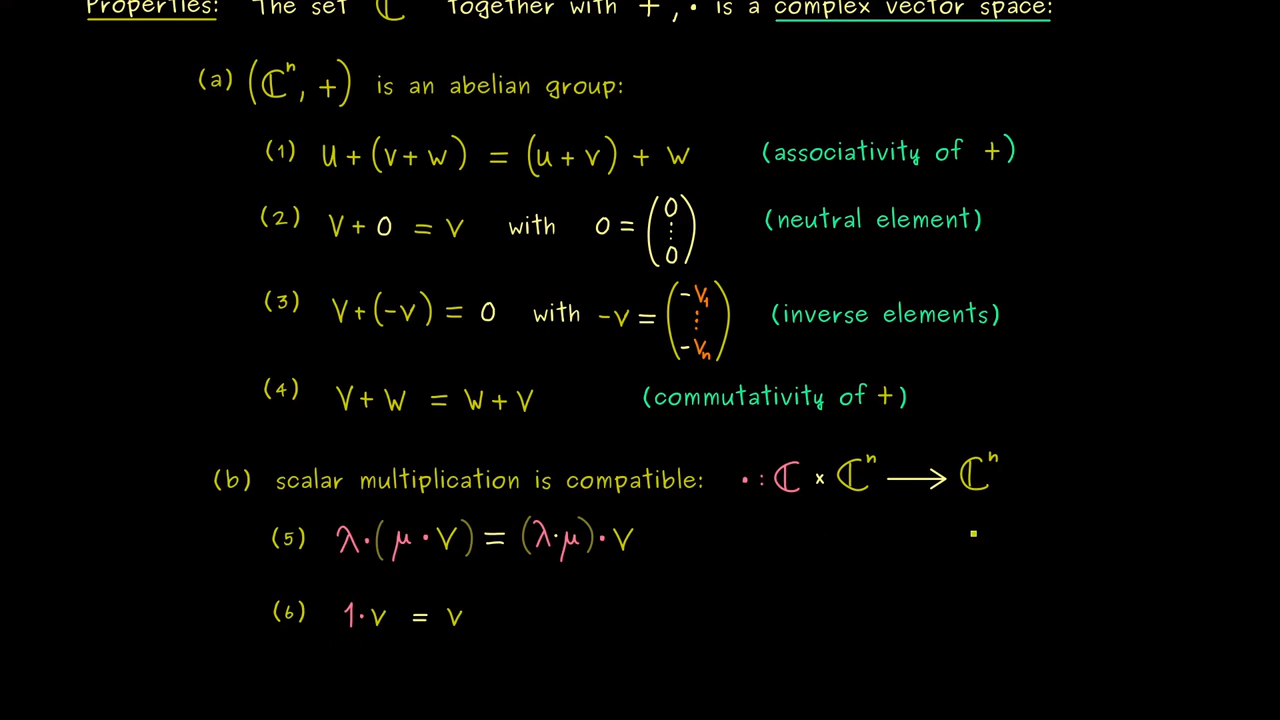 Properties: The set ℂ together with +, · is a complex vector space:
(a) (ℂⁿ, +) is an abelian group:
(1) u + (v + w) = (u + v) + w (associativity of +)
(2) v + 0 = v with 0 = (0 ⋮ 0) (neutral element)
(3) v + (-v) = 0 with -v = (-v₁ ⋮ -vₙ) (inverse elements)
(4) v + w = w + v (commutativity of +)
(b) scalar multiplication is compatible: · : ℂ × ℂⁿ ⟶ ℂⁿ
(5) λ · (μ · v) = (λ · μ) · v
(6) 1 · v = v